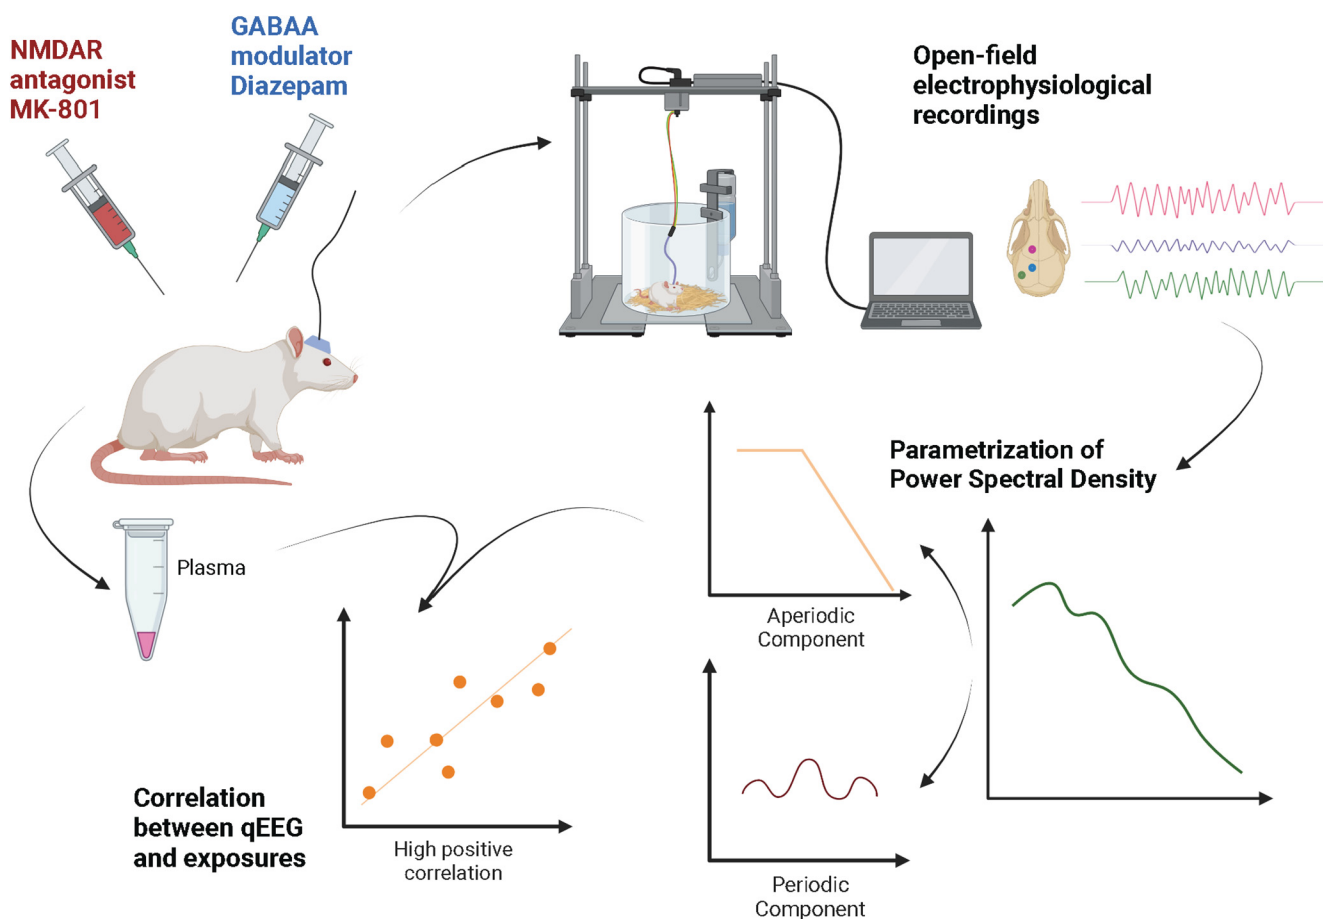 NMDAR
antagonist
MK-801
GABAA
modulator
Diazepam
Open-field
electrophysiological
recordings
Parametrization of
Power Spectral Density
Plasma
Aperiodic
Component
Correlation
between qEEG
and exposures
High positive
correlation
Periodic
Component